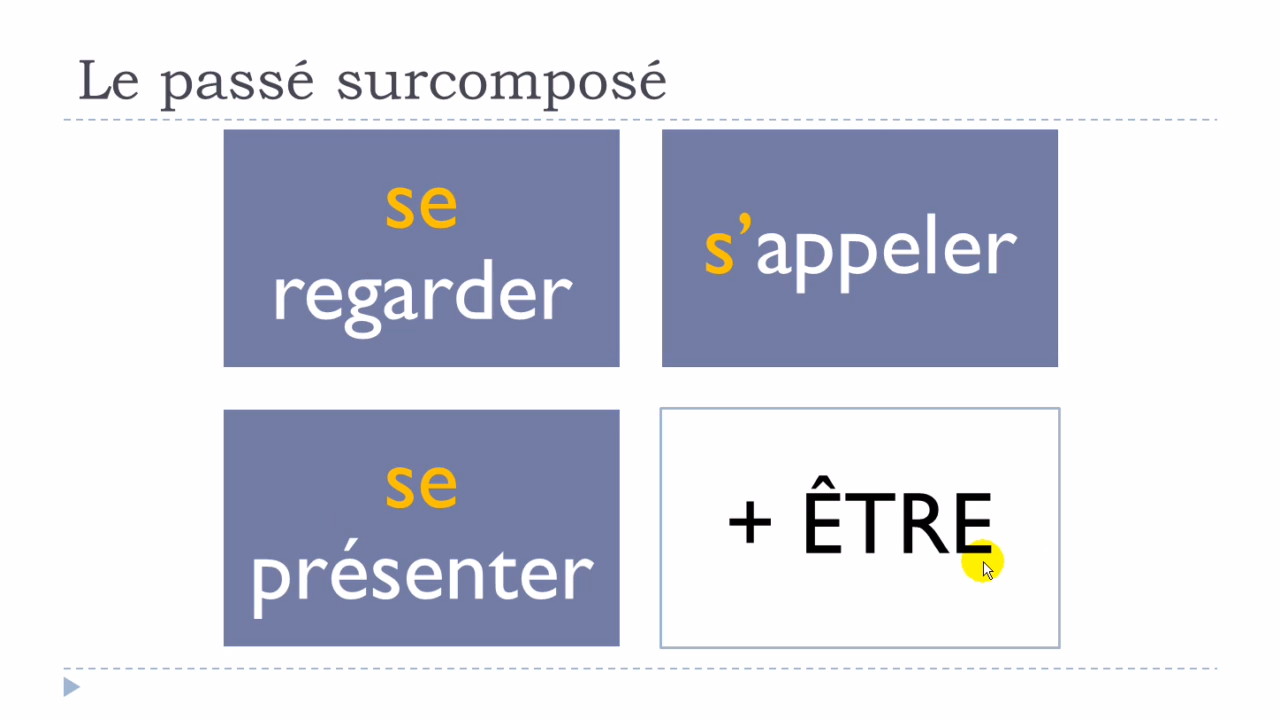 Le passé surcomposé
se
regarder
s’appeler
se
présenter
+ ÊTRE